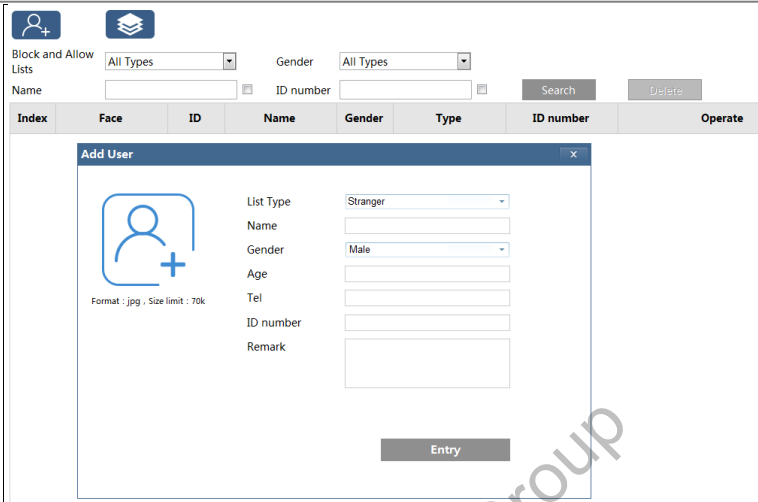 Block and Allow Lists
All Types
Gender
All Types
Name
ID number
Search
Delete
Index Face ID Name Gender Type ID number Operate
Add User x
List Type Stranger
Name
Gender Male
Age
Format : jpg , Size limit : 70k
Tel
ID number
Remark
Entry
roup